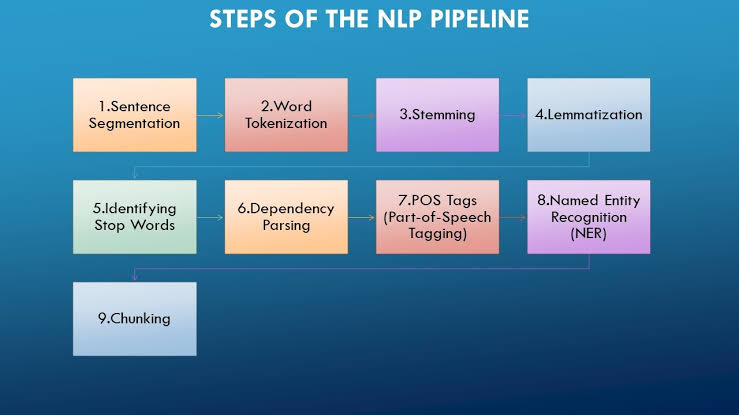 STEPS OF THE NLP PIPELINE
1.Sentence
Segmentation
2.Word
Tokenization
3.Stemming
4.Lemmatization
5.Identifying
Stop Words
6.Dependency
Parsing
7.POS Tags
(Part-of-Speech
Tagging)
8.Named Entity
Recognition
(NER)
9.Chunking